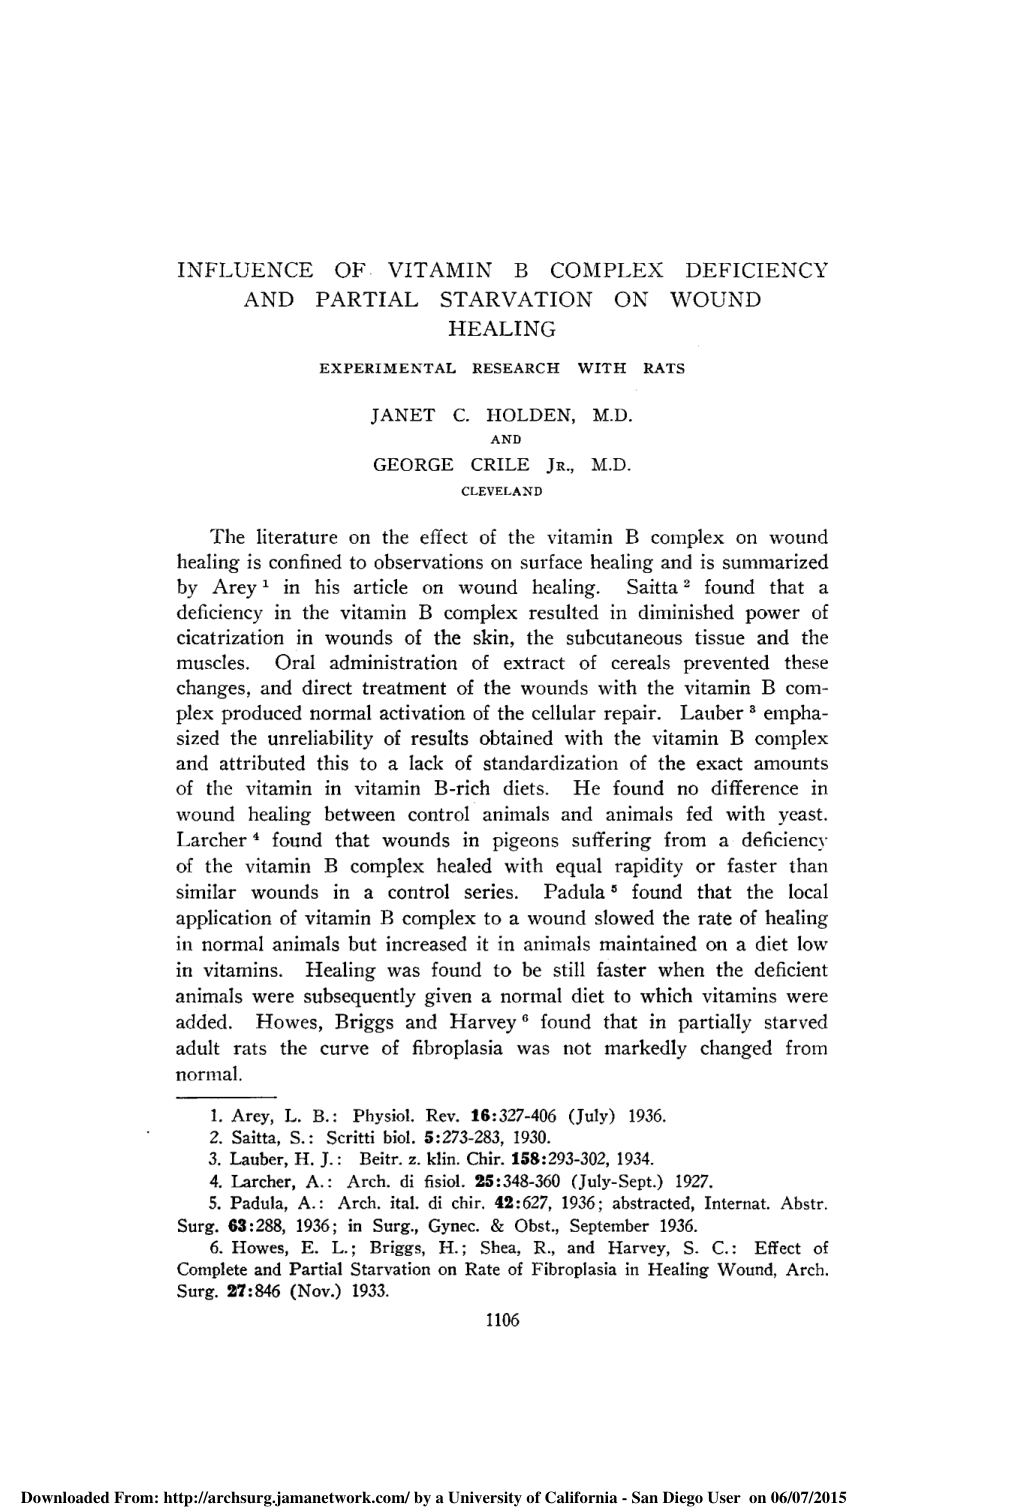 INFLUENCE OF VITAMIN B COMPLEX DEFICIENCY
AND PARTIAL STARVATION ON WOUND
HEALING
EXPERIMENTAL RESEARCH WITH RATS
JANET C. HOLDEN, M.D.
AND
GEORGE CRILE JR., M.D.
CLEVELAND
The literature on the effect of the vitamin B complex on wound
healing is confined to observations on surface healing and is summarized
by Arey 1 in his article on wound healing. Saitta 2 found that a
deficiency in the vitamin B complex resulted in diminished power of
cicatrization in wounds of the skin, the subcutaneous tissue and the
muscles. Oral administration of extract of cereals prevented these
changes, and direct treatment of the wounds with the vitamin B com-
plex produced normal activation of the cellular repair. Lauber 3 empha-
sized the unreliability of results obtained with the vitamin B complex
and attributed this to a lack of standardization of the exact amounts
of the vitamin in vitamin B-rich diets. He found no difference in
wound healing between control animals and animals fed with yeast.
Larcher 4 found that wounds in pigeons suffering from a deficiency
of the vitamin B complex healed with equal rapidity or faster than
similar wounds in a control series. Padula 5 found that the local
application of vitamin B complex to a wound slowed the rate of healing
in normal animals but increased it in animals maintained on a diet low
in vitamins. Healing was found to be still faster when the deficient
animals were subsequently given a normal diet to which vitamins were
added. Howes, Briggs and Harvey 6 found that in partially starved
adult rats the curve of fibroplasia was not markedly changed from
normal.
1. Arey, L. B.: Physiol. Rev. 16:327-406 (July) 1936.
2. Saitta, S.: Scritti biol. 5:273-283, 1930.
3. Lauber, H. J.: Beitr. z. klin. Chir. 158:293-302, 1934.
4. Larcher, A.: Arch. di fisiol. 25:348-360 (July-Sept.) 1927.
5. Padula, A.: Arch. ital. di chir. 42:627, 1936; abstracted, Internat. Abstr.
Surg. 63:288, 1936; in Surg., Gynec. & Obst., September 1936.
6. Howes, E. L.; Briggs, H.; Shea, R., and Harvey, S. C.: Effect of
Complete and Partial Starvation on Rate of Fibroplasia in Healing Wound, Arch.
Surg. 27:846 (Nov.) 1933.
1106
Downloaded From: http://archsurg.jamanetwork.com/ by a University of California - San Diego User on 06/07/2015